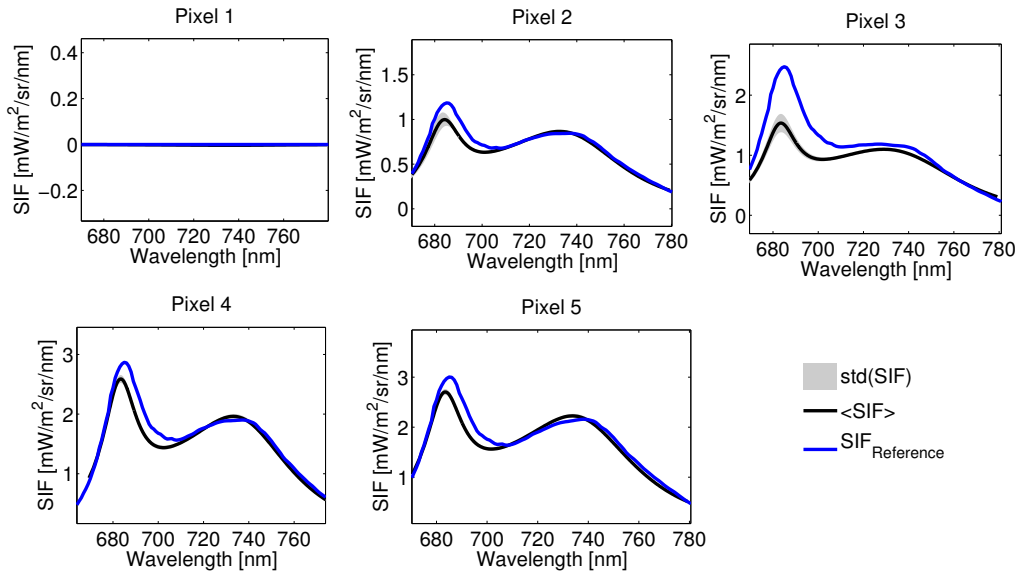 Pixel 1
SIF [mW/m²/sr/nm]
0.4
0.2
0
−0.2
680 700 720 740 760
Wavelength [nm]
Pixel 2
SIF [mW/m²/sr/nm]
1.5
1
0.5
0
680 700 720 740 760 780
Wavelength [nm]
Pixel 3
SIF [mW/m²/sr/nm]
2
1
0
680 700 720 740 760 780
Wavelength [nm]
Pixel 4
SIF [mW/m²/sr/nm]
3
2
1
680 700 720 740 760
Wavelength [nm]
Pixel 5
SIF [mW/m²/sr/nm]
3
2
1
680 700 720 740 760 780
Wavelength [nm]
std(SIF)
<SIF>
SIF_Reference